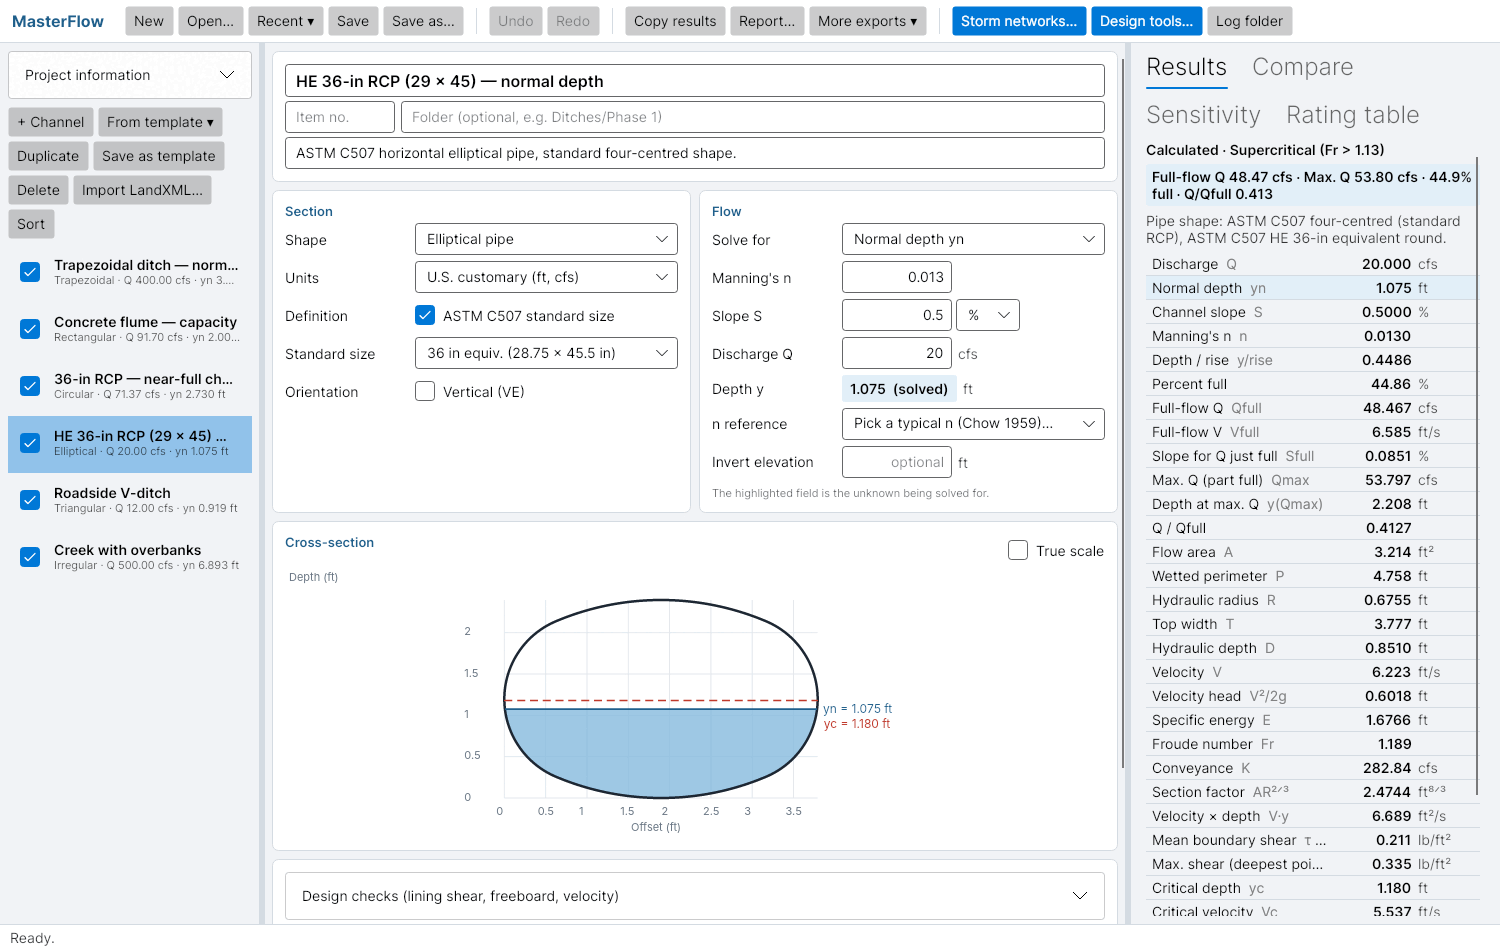 MasterFlow
New
Open...
Recent ▾
Save
Save as...
Undo
Redo
Copy results
Report...
More exports ▾
Storm networks...
Design tools...
Log folder
Project information
+ Channel
From template ▾
Duplicate
Save as template
Delete
Import LandXML...
Sort
Trapezoidal ditch — norm...
Trapezoidal · Q 400.00 cfs · yn 3....
Concrete flume — capacity
Rectangular · Q 91.70 cfs · yn 2.00...
36-in RCP — near-full ch...
Circular · Q 71.37 cfs · yn 2.730 ft
HE 36-in RCP (29 × 45) ...
Elliptical · Q 20.00 cfs · yn 1.075 ft
Roadside V-ditch
Triangular · Q 12.00 cfs · yn 0.919 ft
Creek with overbanks
Irregular · Q 500.00 cfs · yn 6.893 ft
HE 36-in RCP (29 × 45) — normal depth
Item no.
Folder (optional, e.g. Ditches/Phase 1)
ASTM C507 horizontal elliptical pipe, standard four-centred shape.
Section
Shape
Elliptical pipe
Units
U.S. customary (ft, cfs)
Definition
ASTM C507 standard size
Standard size
36 in equiv. (28.75 × 45.5 in)
Orientation
Vertical (VE)
Flow
Solve for
Normal depth yn
Manning's n
0.013
Slope S
0.5
%
Discharge Q
20
cfs
Depth y
1.075 (solved)
ft
n reference
Pick a typical n (Chow 1959)...
Invert elevation
optional
ft
The highlighted field is the unknown being solved for.
Cross-section
True scale
Depth (ft)
2
1.5
1
0.5
0
yn = 1.075 ft
yc = 1.180 ft
0
0.5
1
1.5
2
2.5
3
3.5
Offset (ft)
Design checks (lining shear, freeboard, velocity)
Results
Compare
Sensitivity
Rating table
Calculated · Supercritical (Fr > 1.13)
Full-flow Q 48.47 cfs · Max. Q 53.80 cfs · 44.9%
full · Q/Qfull 0.413
Pipe shape: ASTM C507 four-centred (standard
RCP), ASTM C507 HE 36-in equivalent round.
Discharge Q 20.000 cfs
Normal depth yn 1.075 ft
Channel slope S 0.5000 %
Manning's n n 0.0130
Depth / rise y/rise 0.4486
Percent full 44.86 %
Full-flow Q Qfull 48.467 cfs
Full-flow V Vfull 6.585 ft/s
Slope for Q just full Sfull 0.0851 %
Max. Q (part full) Qmax 53.797 cfs
Depth at max. Q y(Qmax) 2.208 ft
Q / Qfull 0.4127
Flow area A 3.214 ft²
Wetted perimeter P 4.758 ft
Hydraulic radius R 0.6755 ft
Top width T 3.777 ft
Hydraulic depth D 0.8510 ft
Velocity V 6.223 ft/s
Velocity head V²/2g 0.6018 ft
Specific energy E 1.6766 ft
Froude number Fr 1.189
Conveyance K 282.84 cfs
Section factor AR²ᐟ³ 2.4744 ft⁸ᐟ³
Velocity × depth V·y 6.689 ft²/s
Mean boundary shear τ ... 0.211 lb/ft²
Max. shear (deepest poi... 0.335 lb/ft²
Critical depth yc 1.180 ft
Critical velocity Vc 5.537 ft/s
Ready.